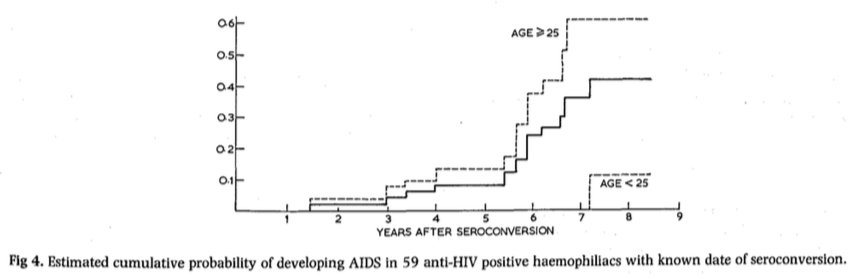 0·6
AGE ⩾ 25
0·5
0·4
0·3
0·2
0·1
AGE < 25
1 2 3 4 5 6 7 8 9
YEARS AFTER SEROCONVERSION
Fig 4. Estimated cumulative probability of developing AIDS in 59 anti-HIV positive haemophiliacs with known date of seroconversion.